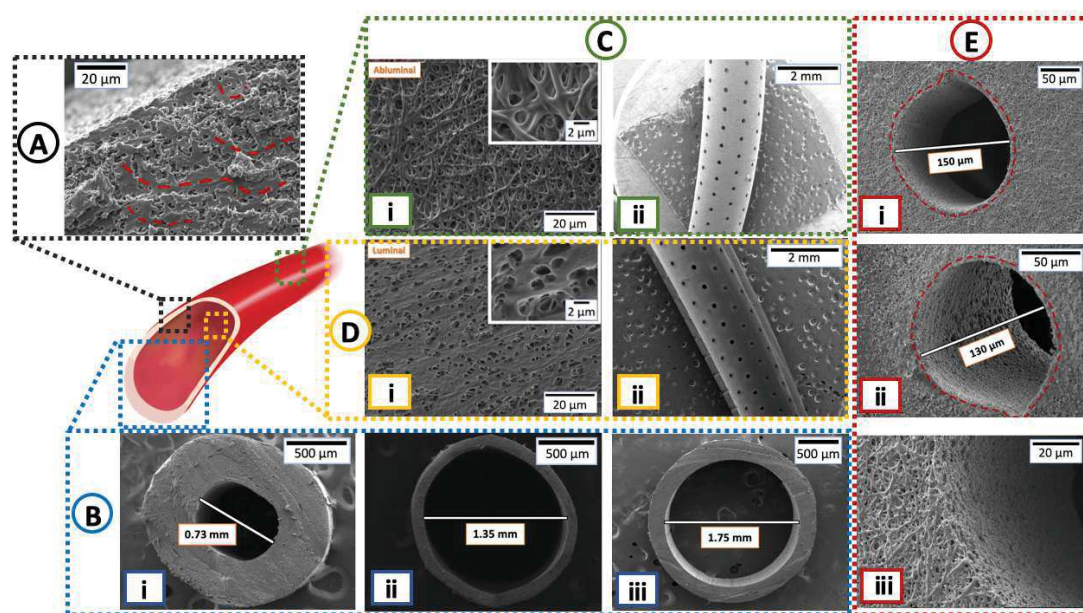 A
20 µm
C
Abluminal
2 µm
i
20 µm
2 mm
ii
E
50 µm
150 µm
i
D
Luminal
2 µm
i
20 µm
2 mm
ii
50 µm
130 µm
ii
B
500 µm
0.73 mm
i
500 µm
1.35 mm
ii
500 µm
1.75 mm
iii
20 µm
iii